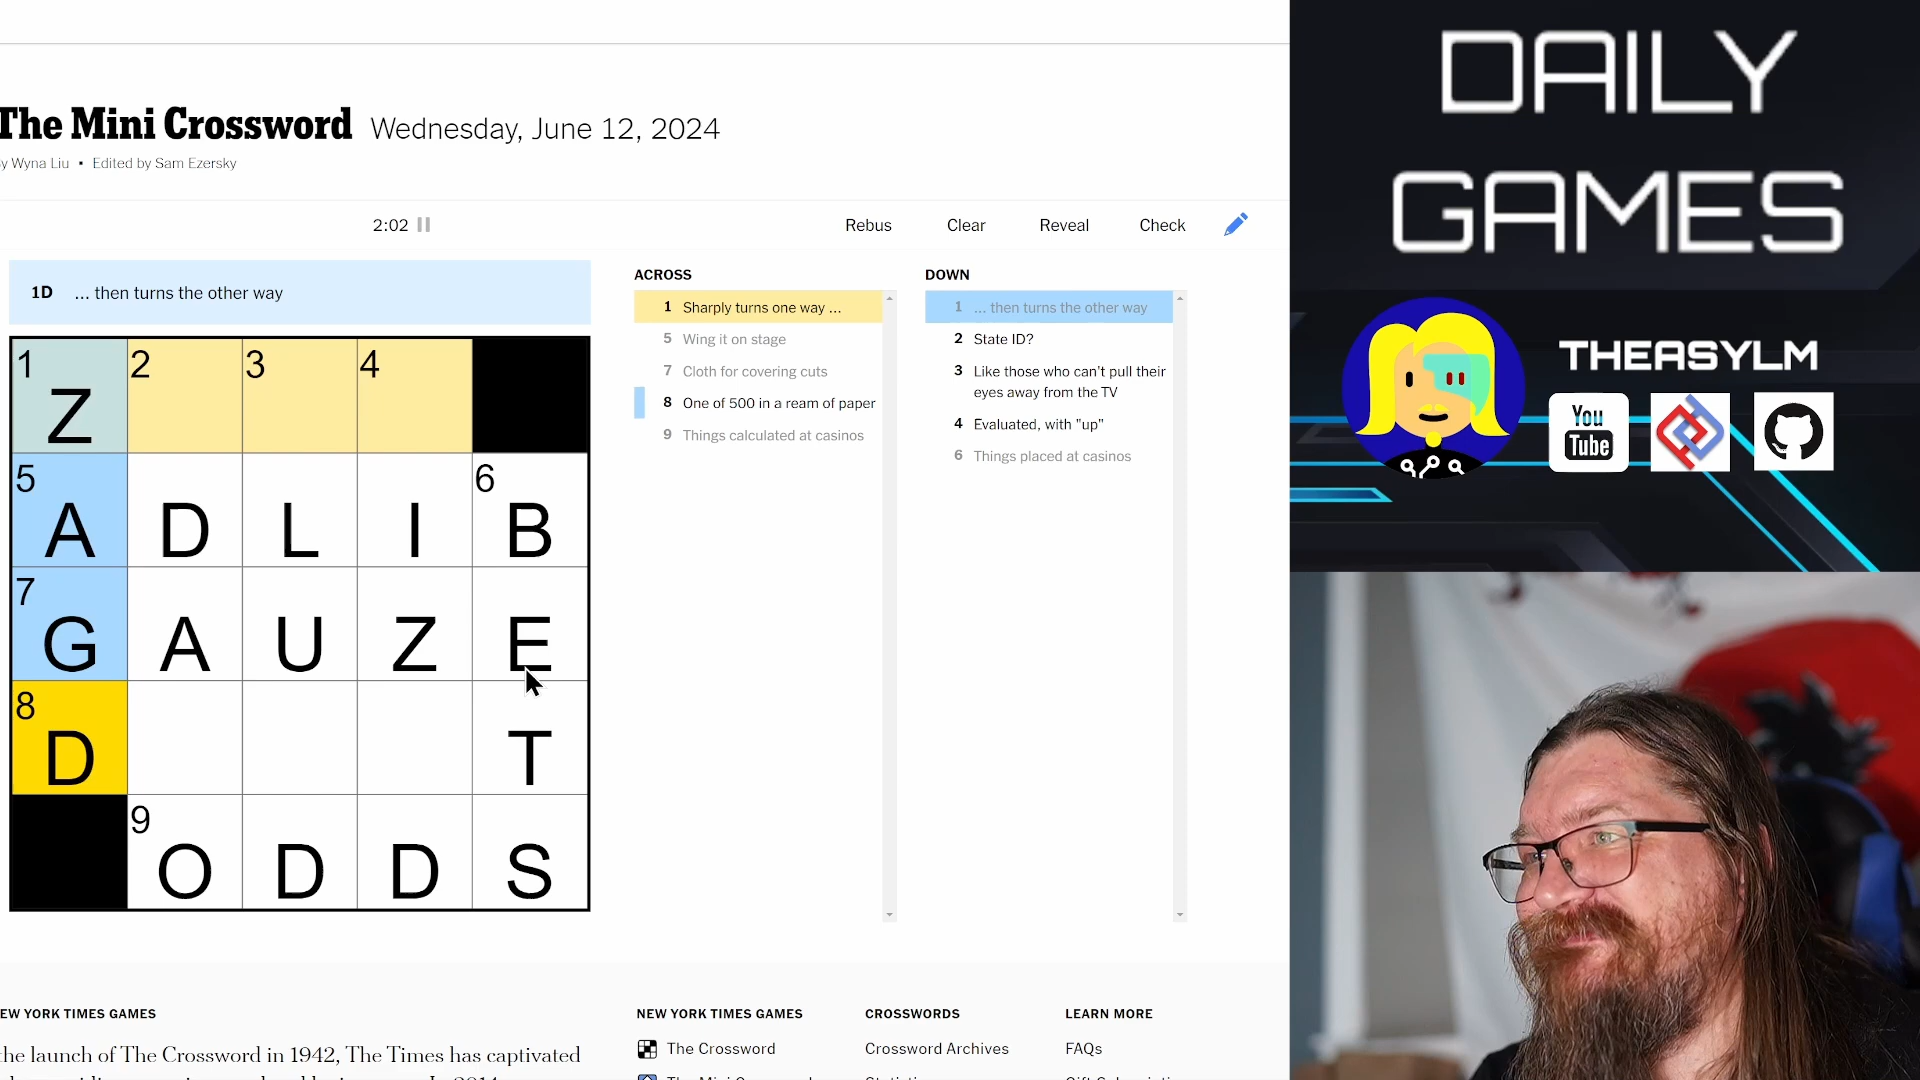 The Mini Crossword Wednesday, June 12, 2024
y Wyna Liu • Edited by Sam Ezersky
2:02
Rebus Clear Reveal Check
1D ... then turns the other way
1 2 3 4
Z
5 6
A D L I B
7
G A U Z E
8
D T
9
O D D S
ACROSS
1 Sharply turns one way ...
5 Wing it on stage
7 Cloth for covering cuts
8 One of 500 in a ream of paper
9 Things calculated at casinos
DOWN
1 ... then turns the other way
2 State ID?
3 Like those who can't pull their
eyes away from the TV
4 Evaluated, with "up"
6 Things placed at casinos
EW YORK TIMES GAMES
the launch of The Crossword in 1942, The Times has captivated
NEW YORK TIMES GAMES
The Crossword
CROSSWORDS
Crossword Archives
LEARN MORE
FAQs
DAILY
GAMES
THEASYLM
You
Tube